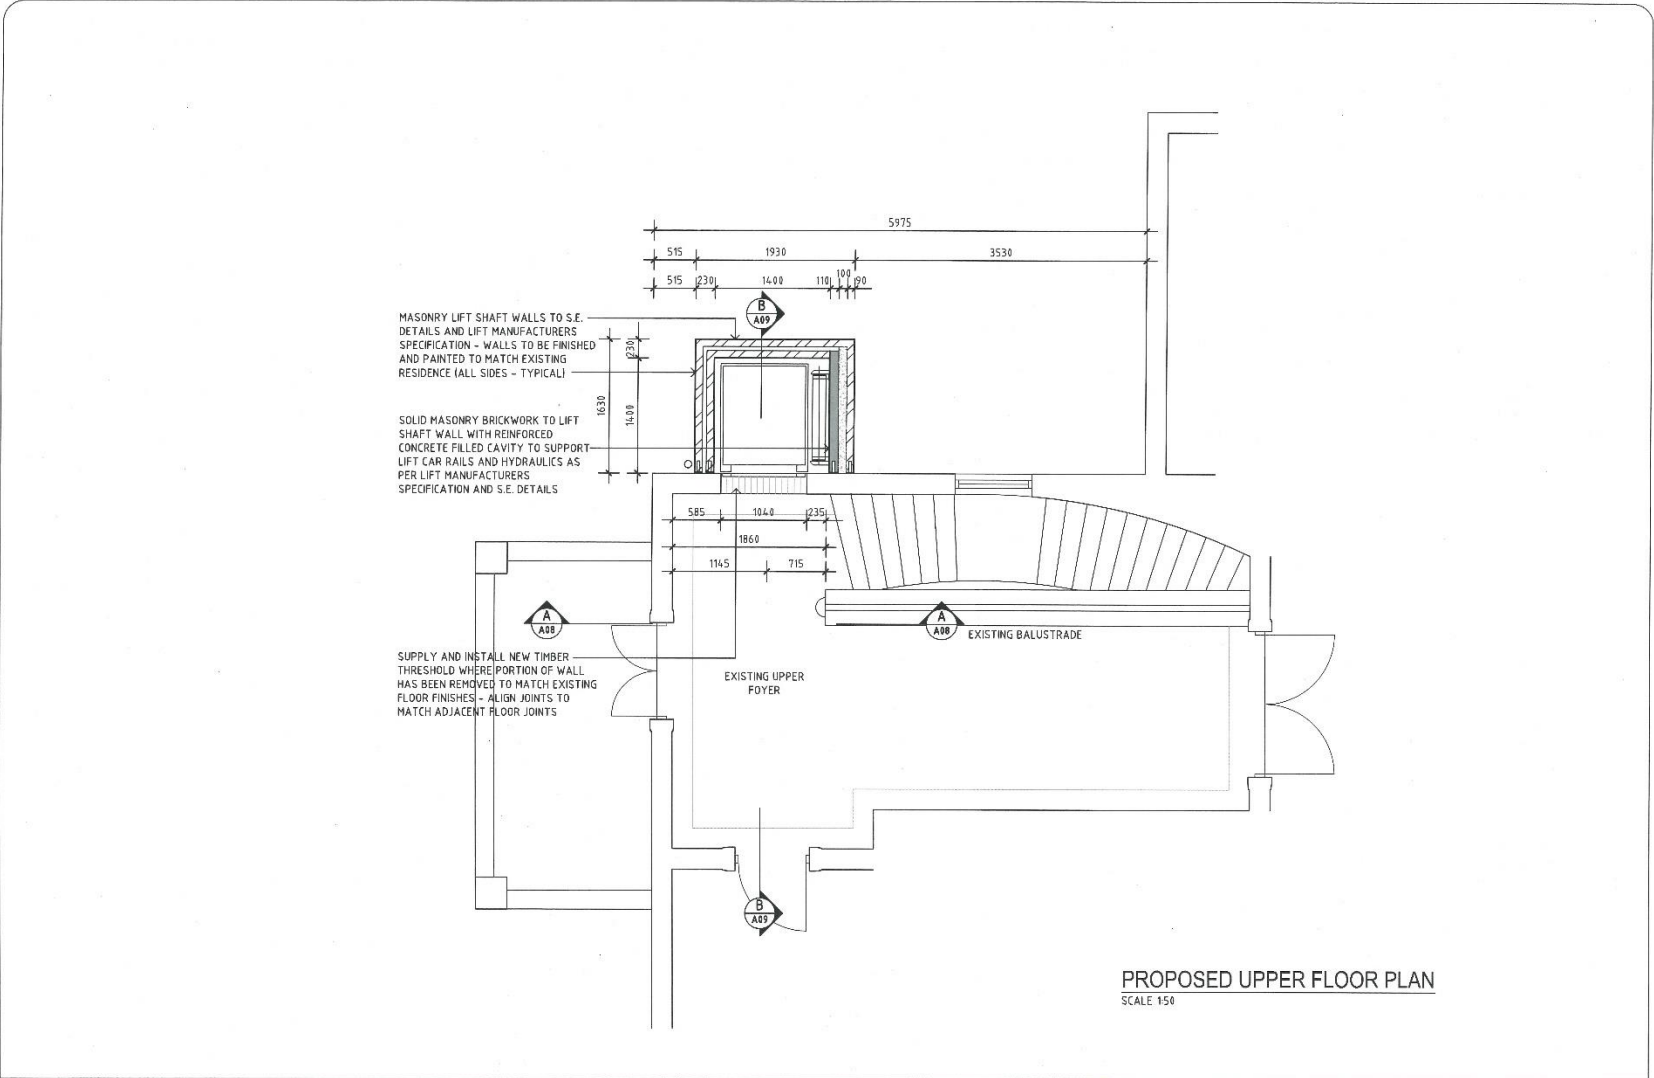 5975
515 1930 3530
515 230 1400 110 100 90
B
A09
MASONRY LIFT SHAFT WALLS TO S.E.
DETAILS AND LIFT MANUFACTURERS
SPECIFICATION - WALLS TO BE FINISHED
AND PAINTED TO MATCH EXISTING
RESIDENCE (ALL SIDES - TYPICAL)
230
1630
1400
SOLID MASONRY BRICKWORK TO LIFT
SHAFT WALL WITH REINFORCED
CONCRETE FILLED CAVITY TO SUPPORT
LIFT CAR RAILS AND HYDRAULICS AS
PER LIFT MANUFACTURERS
SPECIFICATION AND S.E. DETAILS
585 1040 235
1860
1145 715
A
A08
A
A08
EXISTING BALUSTRADE
SUPPLY AND INSTALL NEW TIMBER
THRESHOLD WHERE PORTION OF WALL
HAS BEEN REMOVED TO MATCH EXISTING
FLOOR FINISHES - ALIGN JOINTS TO
MATCH ADJACENT FLOOR JOINTS
EXISTING UPPER
FOYER
B
A09
PROPOSED UPPER FLOOR PLAN
SCALE 1:50